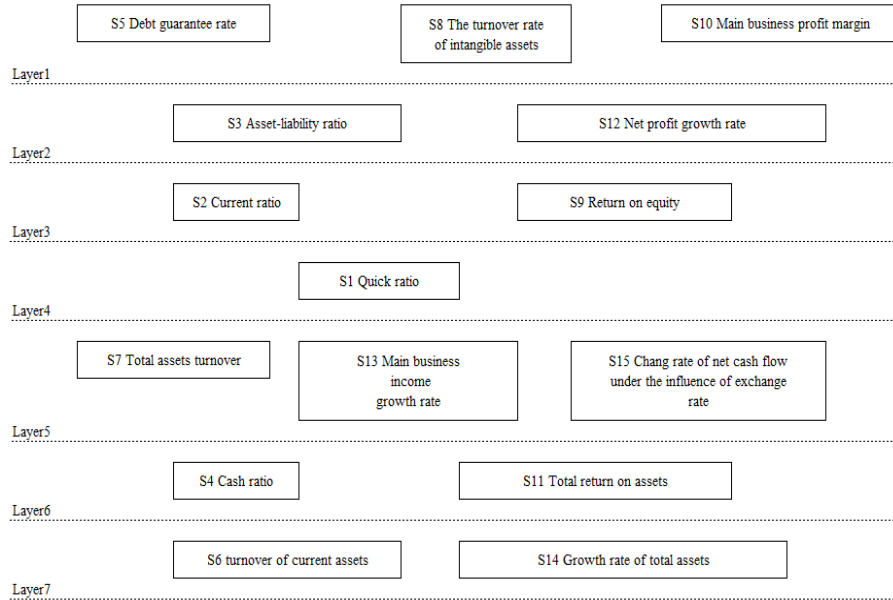 S5 Debt guarantee rate
S8 The turnover rate
of intangible assets
S10 Main business profit margin
Layer1
S3 Asset-liability ratio
S12 Net profit growth rate
Layer2
S2 Current ratio
S9 Return on equity
Layer3
S1 Quick ratio
Layer4
S7 Total assets turnover
S13 Main business
income
growth rate
S15 Chang rate of net cash flow
under the influence of exchange
rate
Layer5
S4 Cash ratio
S11 Total return on assets
Layer6
S6 turnover of current assets
S14 Growth rate of total assets
Layer7